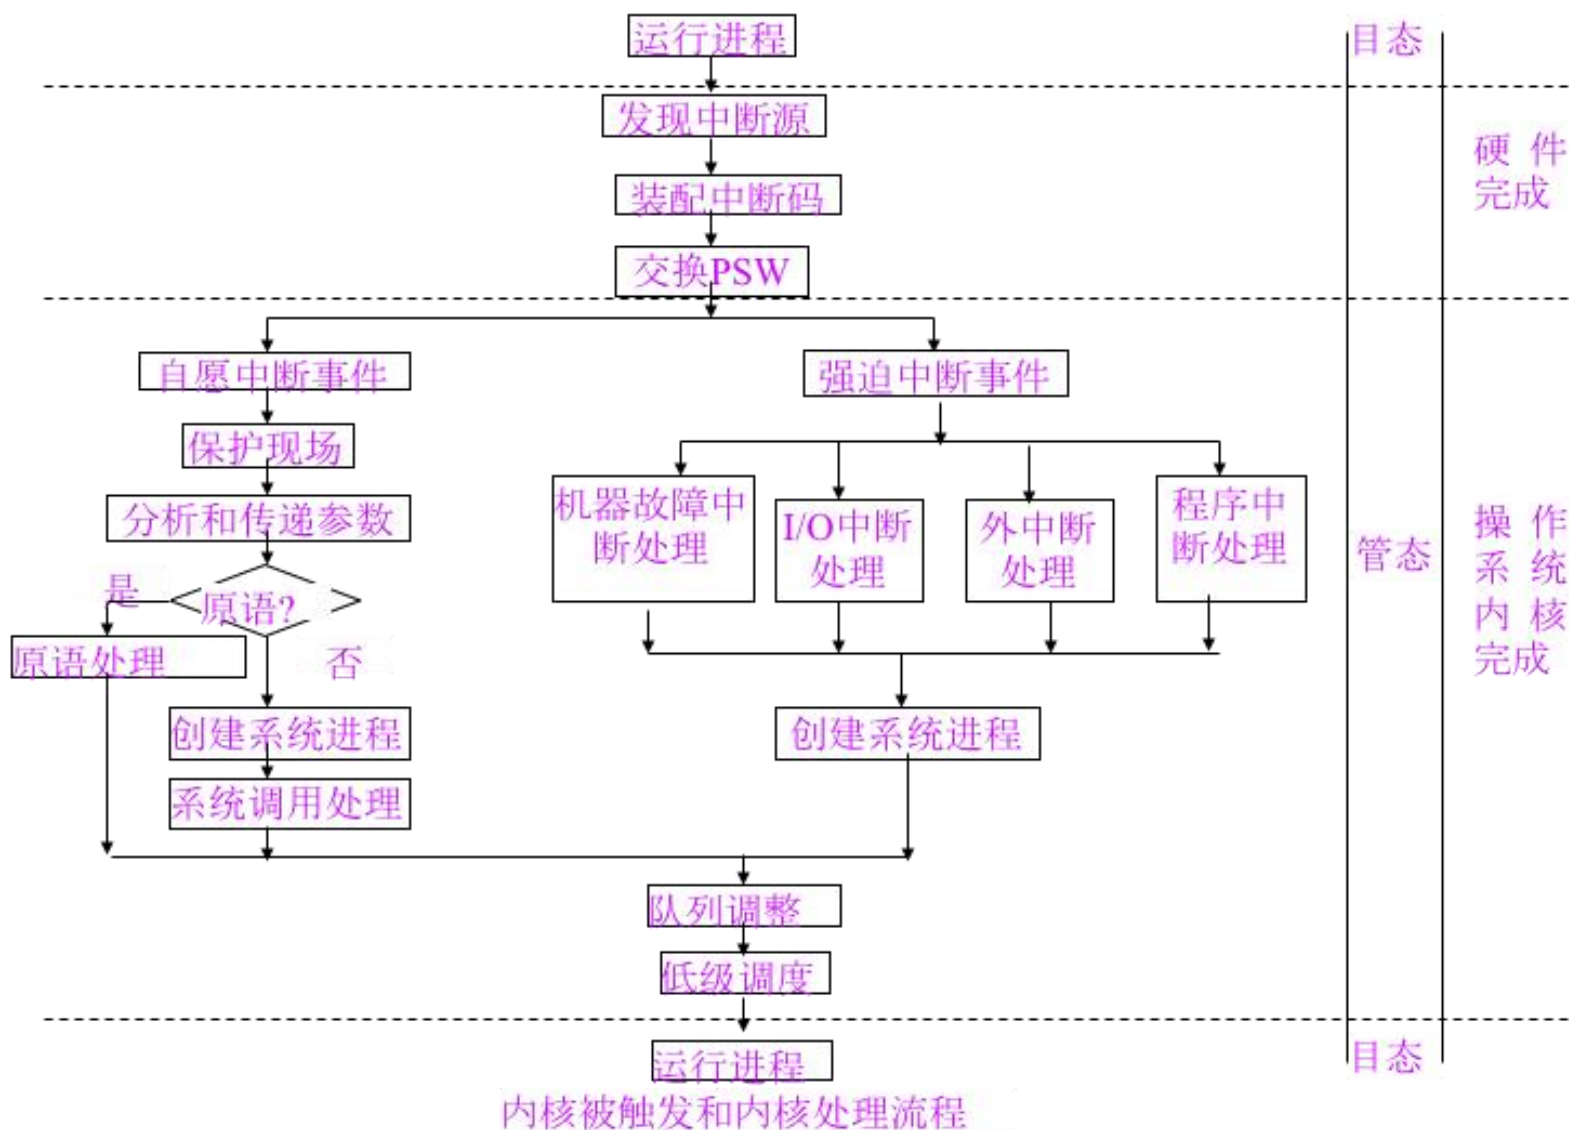 运行进程
目态
发现中断源
硬 件
完成
装配中断码
交换PSW
自愿中断事件
强迫中断事件
保护现场
分析和传递参数
机器故障中
断处理
I/O中断
处理
外中断
处理
程序中
断处理
管态
操 作
系 统
内 核
完成
是
原语?
原语处理
否
创建系统进程
创建系统进程
系统调用处理
队列调整
低级调度
运行进程
目态
内核被触发和内核处理流程